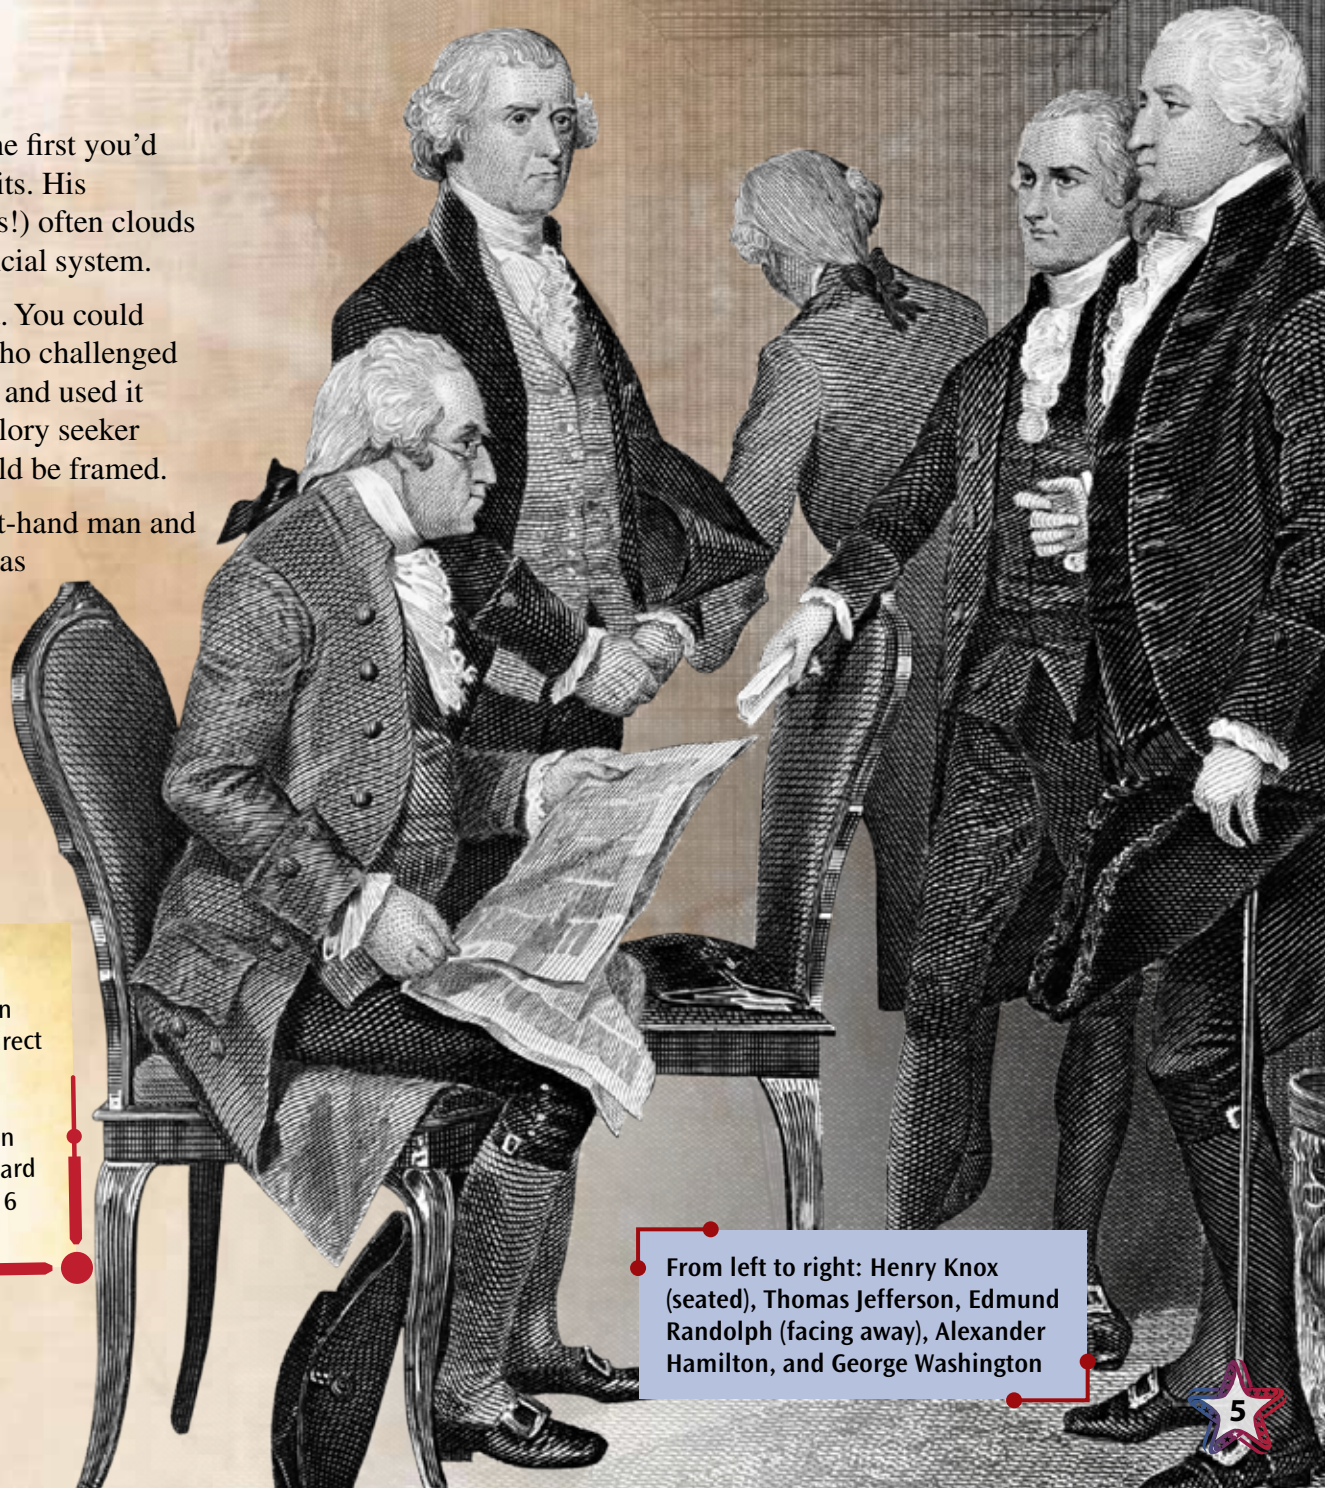 first you'd
its. His
s!) often clouds
cial system.
. You could
ho challenged
and used it
lory seeker
ld be framed.
t-hand man and
as
n
rect
n
ard
6
From left to right: Henry Knox
(seated), Thomas Jefferson, Edmund
Randolph (facing away), Alexander
Hamilton, and George Washington
5